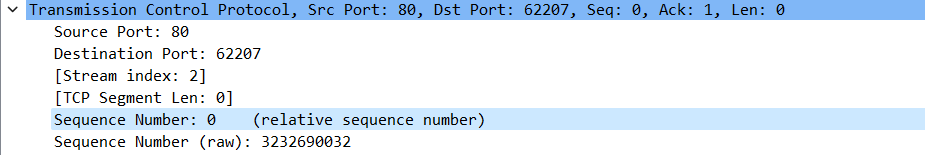 Transmission Control Protocol, Src Port: 80, Dst Port: 62207, Seq: 0, Ack: 1, Len: 0
Source Port: 80
Destination Port: 62207
[Stream index: 2]
[TCP Segment Len: 0]
Sequence Number: 0    (relative sequence number)
Sequence Number (raw): 3232690032